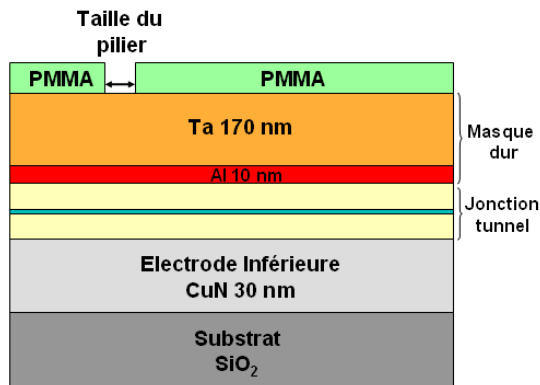 Taille du
pilier
PMMA
PMMA
Ta 170 nm
Masque
dur
Al 10 nm
Jonction
tunnel
Electrode Inférieure
CuN 30 nm
Substrat
SiO₂